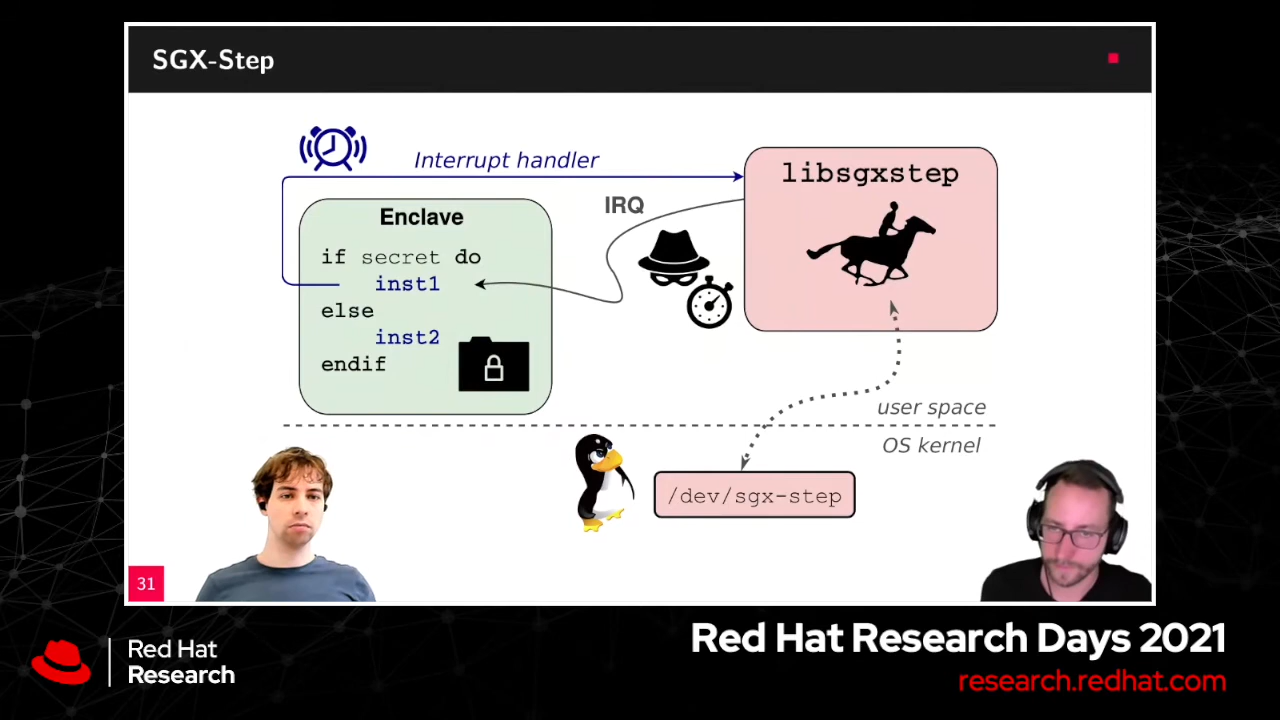 SGX-Step
Interrupt handler
libsgxstep
IRQ
Enclave
if secret do
inst1
else
inst2
endif
user space
OS kernel
/dev/sgx-step
31
Red Hat
Research
Red Hat Research Days 2021
research.redhat.com